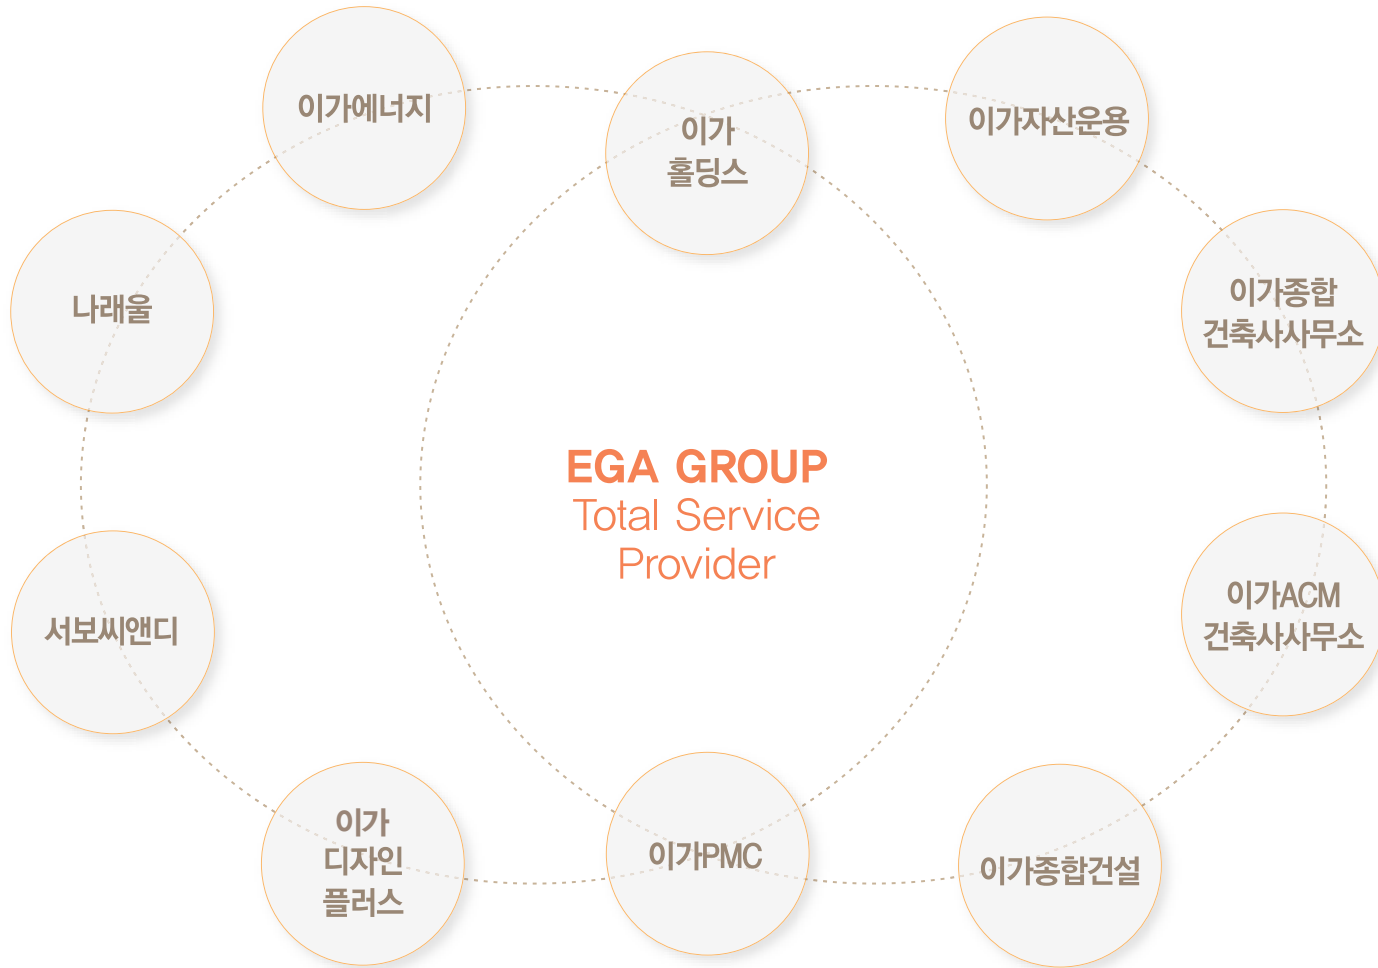 이가에너지
이가
홀딩스
이가자산운용
나래울
이가종합
건축사사무소
EGA GROUP
Total Service
Provider
서보씨앤디
이가ACM
건축사사무소
이가
디자인
플러스
이가PMC
이가종합건설